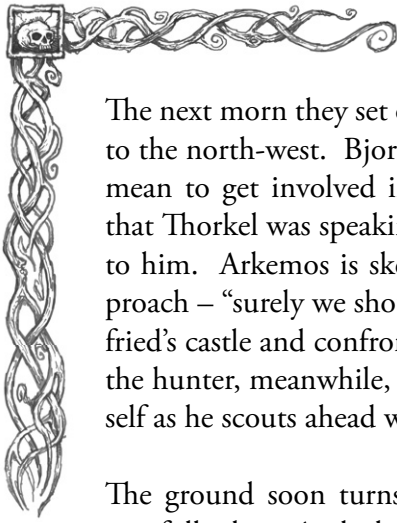 The next morn they set
to the north-west. Bjor
mean to get involved i
that Thorkel was speaki
to him. Arkemos is ske
proach – “surely we sho
fried’s castle and confron
the hunter, meanwhile,
self as he scouts ahead w
The ground soon turns